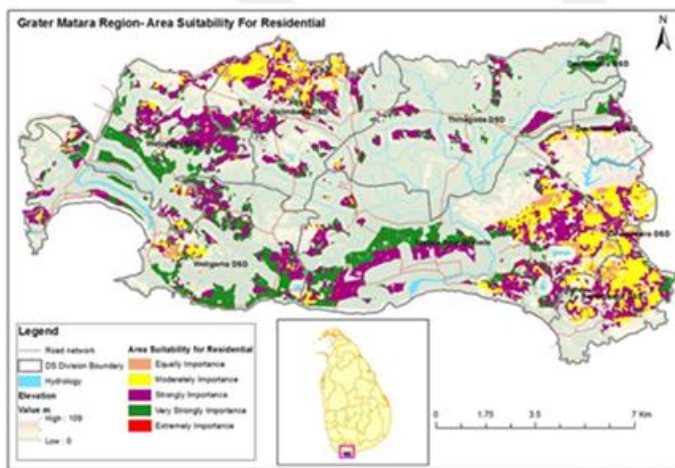 Grater Matara Region- Area Suitability For Residential
N
Thihagoda DSD
Weligama DSD
Legend
Road network
DS Division Boundary
Hydrology
Elevation
Value m
High : 109
Low : 0
Area Suitability for Residential
Equally Importance
Moderately Importance
Strongly Importance
Very Strongly Importance
Extremely Importance
0 1.75 3.5 7 Km